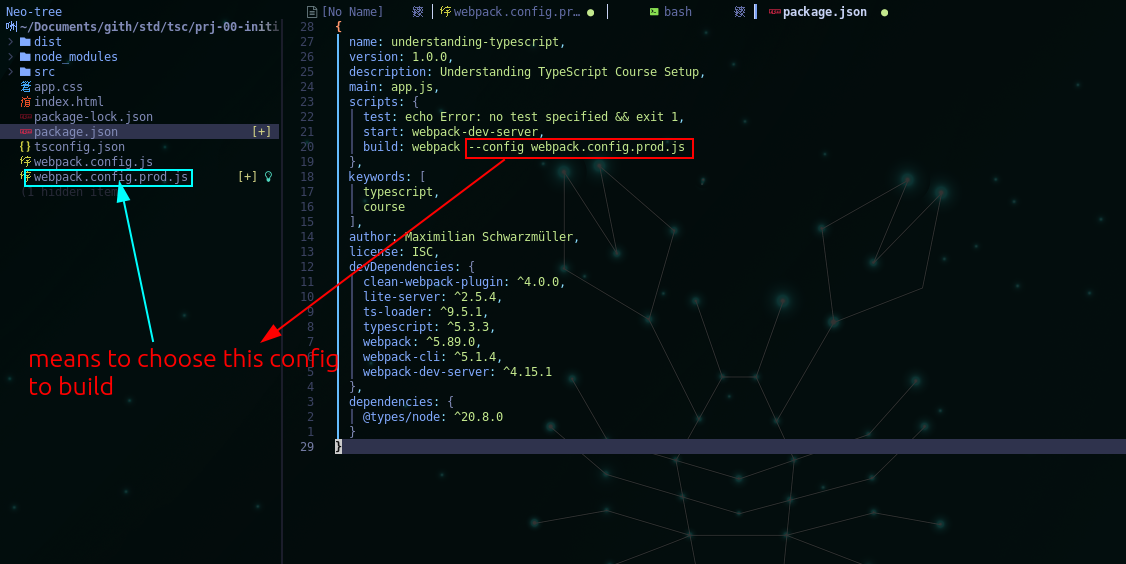 Neo-tree
[No Name]
webpack.config.pr…
bash
package.json
~/Documents/gith/std/tsc/prj-00-initi
dist
node_modules
src
app.css
index.html
package-lock.json
package.json [+]
tsconfig.json
webpack.config.js
webpack.config.prod.js [+]
(1 hidden item
28 {
27 name: understanding-typescript,
26 version: 1.0.0,
25 description: Understanding TypeScript Course Setup,
24 main: app.js,
23 scripts: {
22 test: echo Error: no test specified && exit 1,
21 start: webpack-dev-server,
20 build: webpack --config webpack.config.prod.js
19 },
18 keywords: [
17 typescript,
16 course
15 ],
14 author: Maximilian Schwarzmüller,
13 license: ISC,
12 devDependencies: {
11 clean-webpack-plugin: ^4.0.0,
10 lite-server: ^2.5.4,
9 ts-loader: ^9.5.1,
8 typescript: ^5.3.3,
7 webpack: ^5.89.0,
6 webpack-cli: ^5.1.4,
5 webpack-dev-server: ^4.15.1
4 },
3 dependencies: {
2 @types/node: ^20.8.0
1 }
29 }
means to choose this config
to build